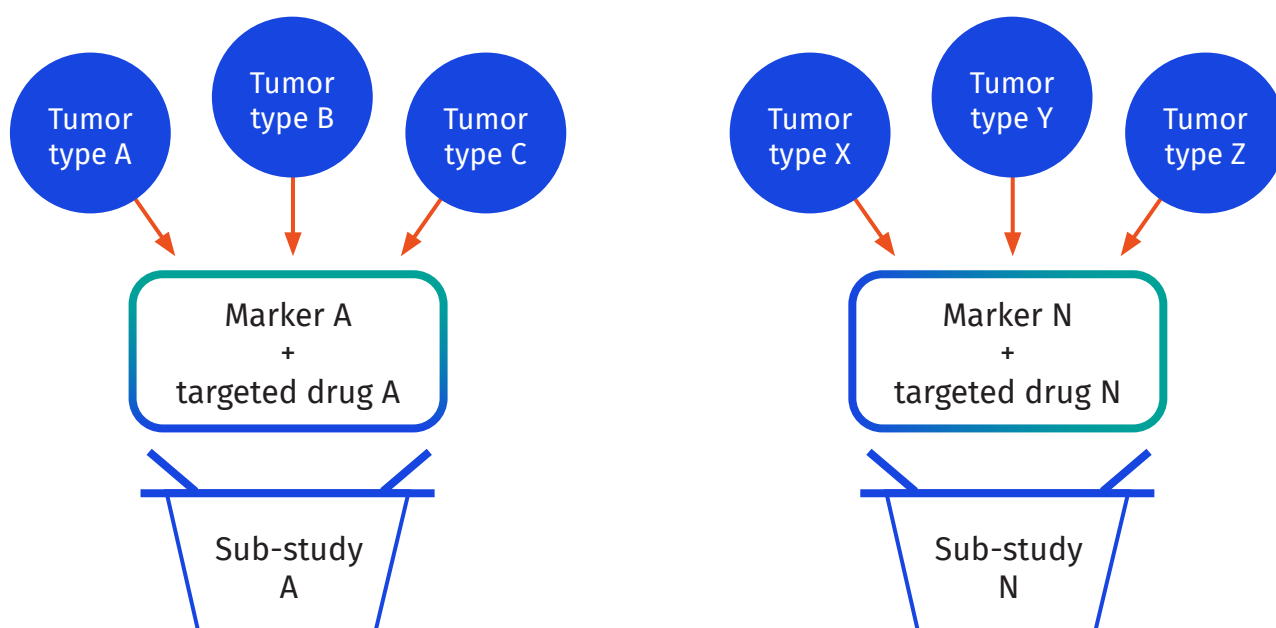 Tumor
type A
Tumor
type B
Tumor
type C
Marker A
+
targeted drug A
Sub-study
A
Tumor
type X
Tumor
type Y
Tumor
type Z
Marker N
+
targeted drug N
Sub-study
N